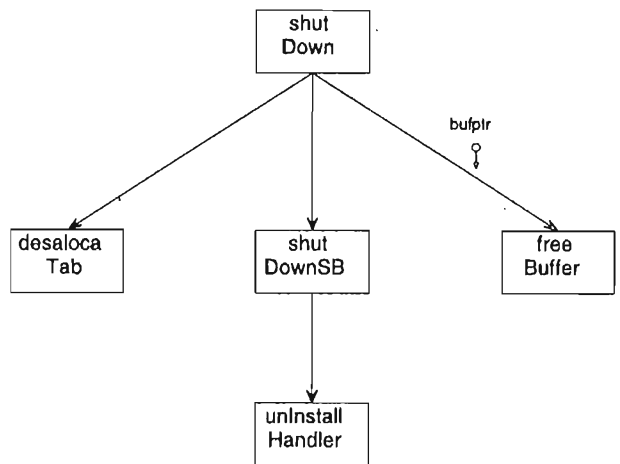 shut
Down
bufptr
desaloca
Tab
shut
DownSB
free
Buffer
unInstall
Handler